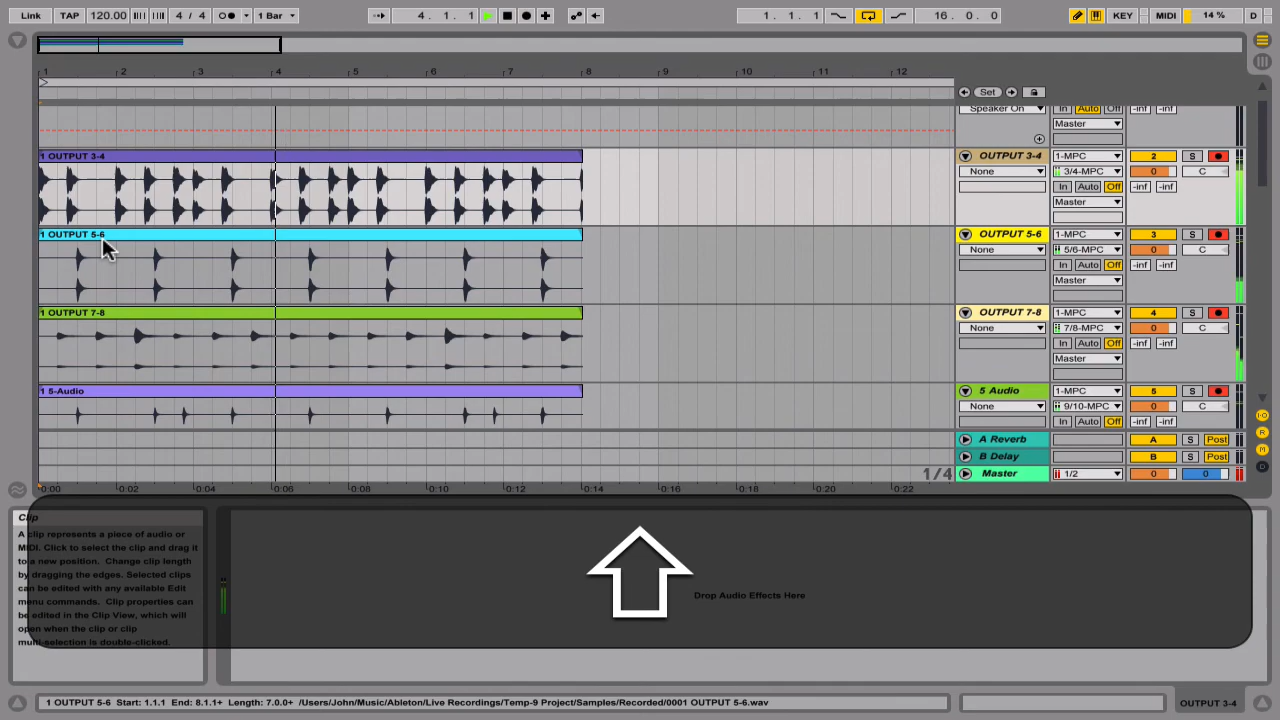 Link TAP 120.00 4 / 4 1 Bar 4. 1. 1 1. 1. 1 16. 0. 0 KEY MIDI 14 % D
1 2 3 4 5 6 7 8 9 10 11 12
Set
Speaker On In Auto Off -inf -inf
Master
1 OUTPUT 3-4 OUTPUT 3-4 1-MPC 2 S
None 3/4-MPC 0 C
In Auto Off -inf -inf
Master
1 OUTPUT 5-6 OUTPUT 5-6 1-MPC 3 S
None 5/6-MPC 0 C
In Auto Off -inf -inf
Master
1 OUTPUT 7-8 OUTPUT 7-8 1-MPC 4 S
None 7/8-MPC 0 C
In Auto Off -inf -inf
Master
1 5-Audio 5 Audio 1-MPC 5 S
None 9/10-MPC 0 C
In Auto Off -inf -inf
A Reverb A S Post
B Delay B S Post
1/4 Master 1/2 0 0
0:00 0:02 0:04 0:06 0:08 0:10 0:12 0:14 0:16 0:18 0:20 0:22
I-O
R
M
D
Clip
A clip represents a piece of audio or
MIDI. Click to select the clip and drag it
to a new position. Change clip length
by dragging the edges. Selected clips
can be edited with any available Edit
menu commands. Clip properties can
be edited in the Clip View, which will
open when the clip or clip
multi-selection is double-clicked.
Drop Audio Effects Here
1 OUTPUT 5-6 Start: 1.1.1 End: 8.1.1+ Length: 7.0.0+ /Users/John/Music/Ableton/Live Recordings/Temp-9 Project/Samples/Recorded/0001 OUTPUT 5-6.wav
OUTPUT 3-4